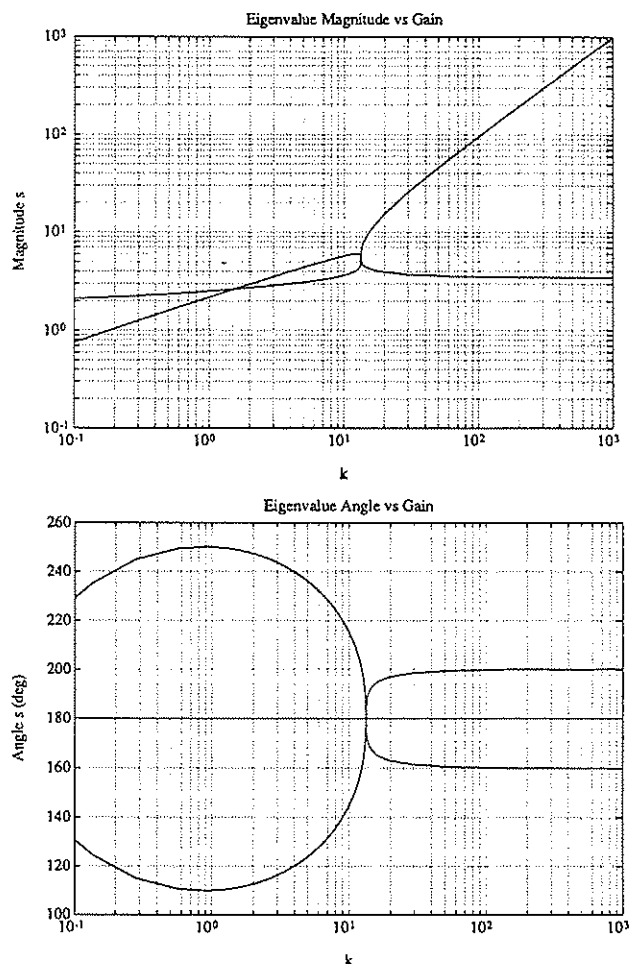 Eigenvalue Magnitude vs Gain
10³
10²
10¹
10⁰
10⁻¹
Magnitude s
10⁻¹ 10⁰ 10¹ 10² 10³
k
Eigenvalue Angle vs Gain
260
240
220
200
180
160
140
120
100
Angle s (deg)
10⁻¹ 10⁰ 10¹ 10² 10³
k